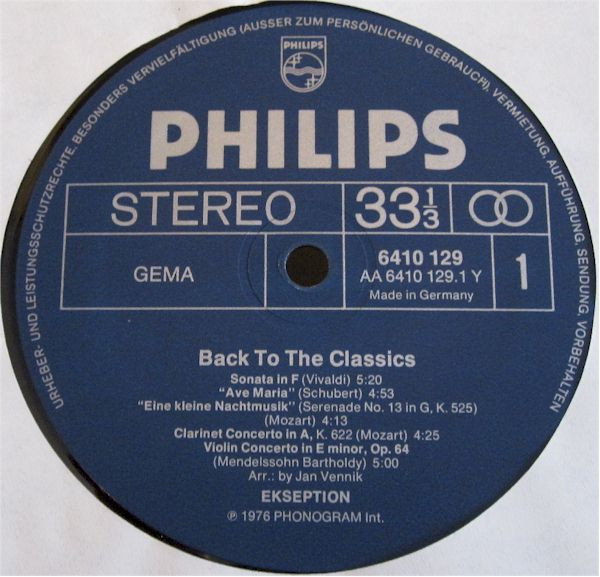 URHEBER- UND LEISTUNGSSCHUTZRECHTE, BESONDERS VERVIELFÄLTIGUNG (AUSSER ZUM PERSÖNLICHEN GEBRAUCH!), VERMIETUNG, AUFFÜHRUNG, SENDUNG, VORBEHALTEN
PHILIPS
PHILIPS
STEREO 33⅓
GEMA
6410 129
AA 6410 129.1 Y
Made in Germany
1
Back To The Classics
Sonata in F (Vivaldi) 5:20
"Ave Maria" (Schubert) 4:53
"Eine kleine Nachtmusik" (Serenade No. 13 in G, K. 525)
(Mozart) 4:13
Clarinet Concerto in A, K. 622 (Mozart) 4:25
Violin Concerto in E minor, Op. 64
(Mendelssohn Bartholdy) 5:00
Arr.: by Jan Vennik
EKSEPTION
℗ 1976 PHONOGRAM Int.